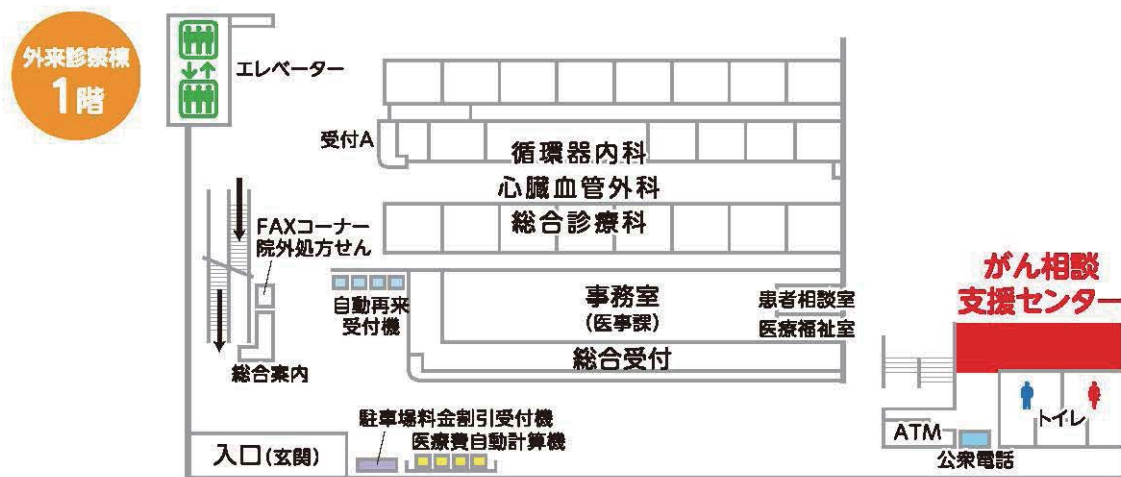 外来診療棟
1階
エレベーター
受付A
循環器内科
心臓血管外科
総合診療科
FAXコーナー
院外処方せん
自動再来
受付機
事務室
(医事課)
患者相談室
医療福祉室
総合受付
がん相談
支援センター
総合案内
駐車場料金割引受付機
医療費自動計算機
入口(玄関)
ATM
公衆電話
トイレ